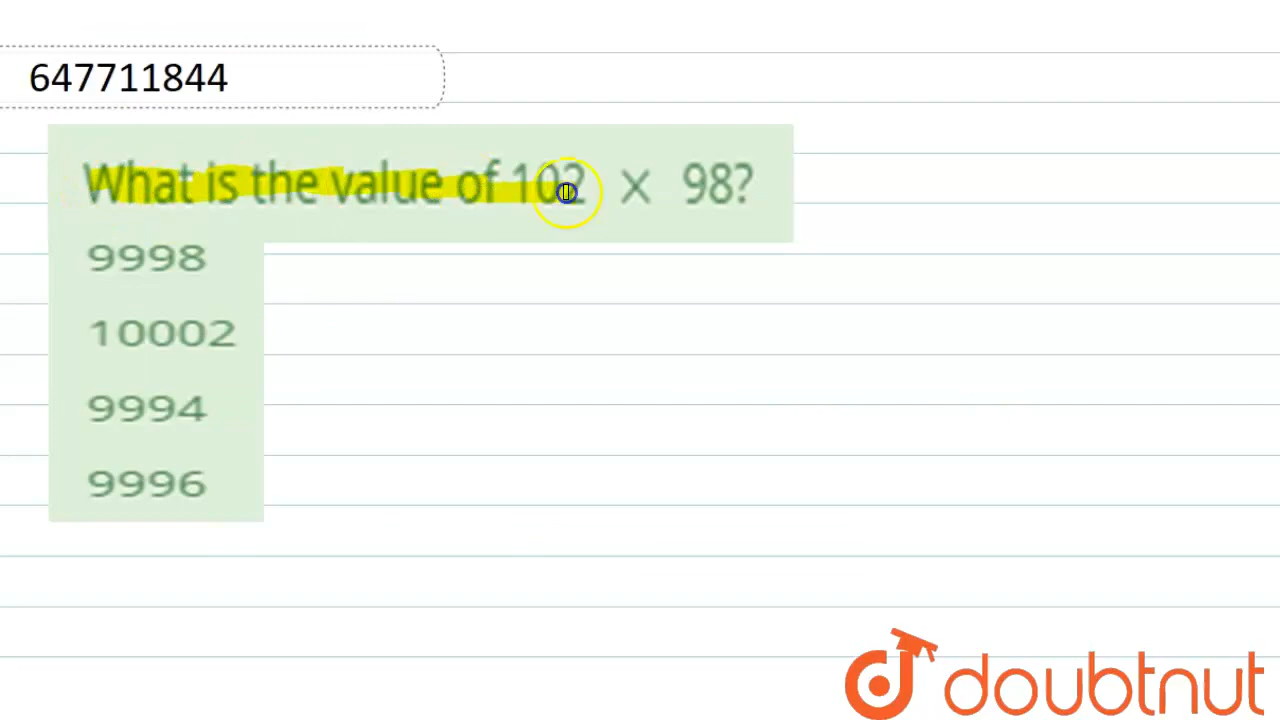 647711844
What is the value of 102 × 98?
9998
10002
9994
9996
doubtnut